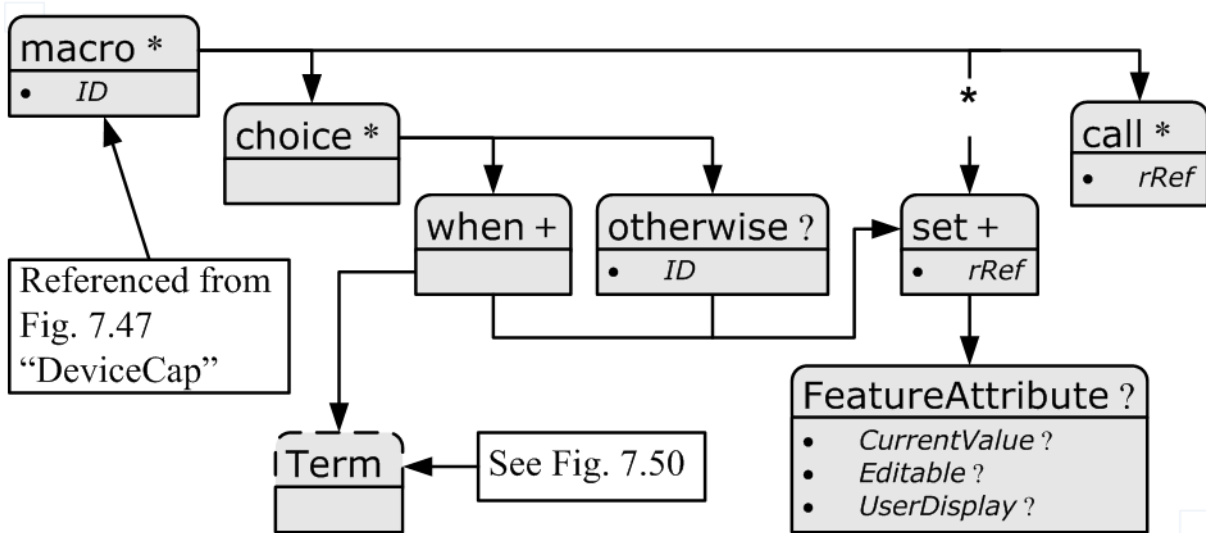 macro *
• ID
choice *
*
call *
• rRef
when +
otherwise ?
• ID
set +
• rRef
Referenced from
Fig. 7.47
“DeviceCap”
FeatureAttribute ?
• CurrentValue ?
• Editable ?
• UserDisplay ?
Term
See Fig. 7.50